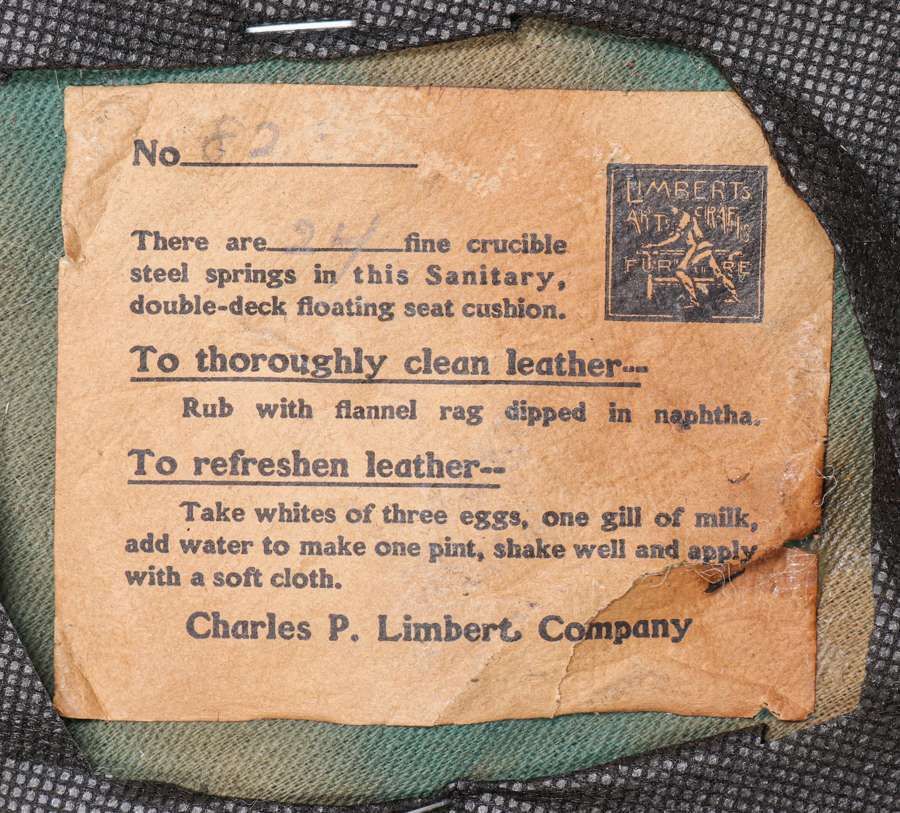 No 82
LIMBERTS
ARTS CRAFTS
FURNITURE
There are 24 fine crucible
steel springs in this Sanitary,
double-deck floating seat cushion.
To thoroughly clean leather--
Rub with flannel rag dipped in naphtha.
To refreshen leather--
Take whites of three eggs, one gill of milk,
add water to make one pint, shake well and apply
with a soft cloth.
Charles P. Limbert Company